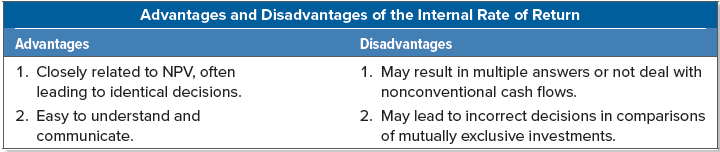 Advantages and Disadvantages of the Internal Rate of Return
Advantages
Disadvantages
1. Closely related to NPV, often
leading to identical decisions.
2. Easy to understand and
communicate.
1. May result in multiple answers or not deal with
nonconventional cash flows.
2. May lead to incorrect decisions in comparisons
of mutually exclusive investments.